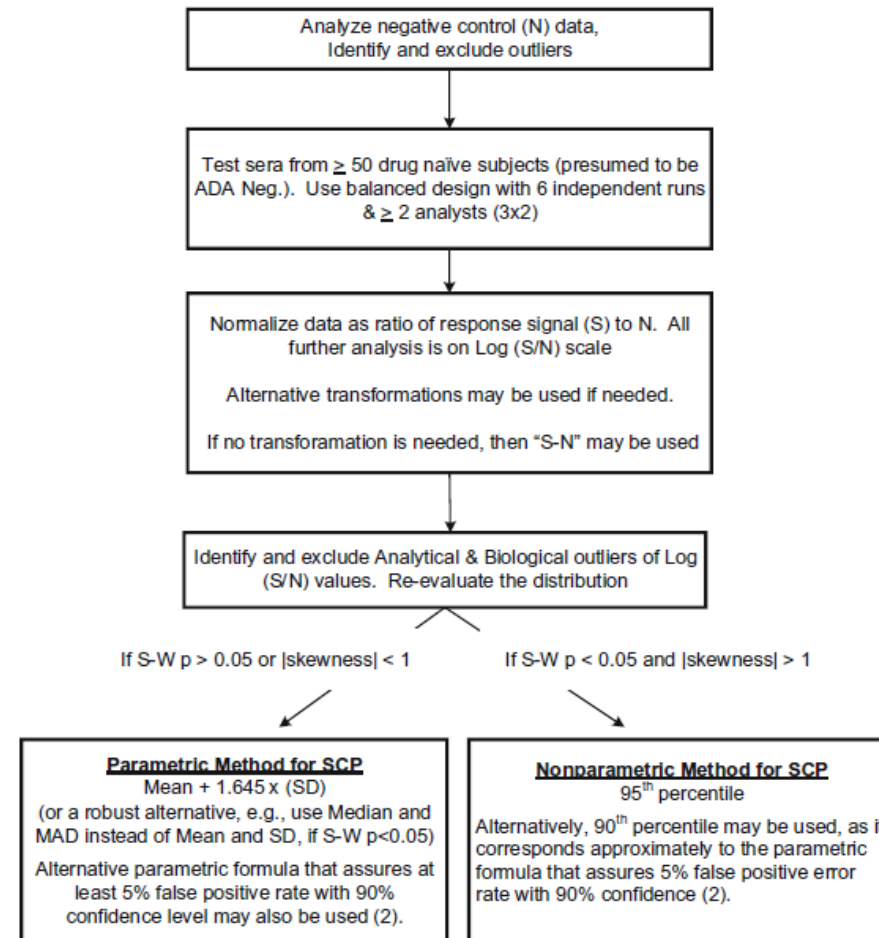 Analyze negative control (N) data,
Identify and exclude outliers
Test sera from ≥ 50 drug naïve subjects (presumed to be
ADA Neg.). Use balanced design with 6 independent runs
& ≥ 2 analysts (3x2)
Normalize data as ratio of response signal (S) to N. All
further analysis is on Log (S/N) scale
Alternative transformations may be used if needed.
If no transforamation is needed, then “S-N” may be used
Identify and exclude Analytical & Biological outliers of Log
(S/N) values. Re-evaluate the distribution
If S-W p > 0.05 or |skewness| < 1
If S-W p < 0.05 and |skewness| > 1
Parametric Method for SCP
Mean + 1.645 x (SD)
(or a robust alternative, e.g., use Median and
MAD instead of Mean and SD, if S-W p<0.05)
Alternative parametric formula that assures at
least 5% false positive rate with 90%
confidence level may also be used (2).
Nonparametric Method for SCP
95th percentile
Alternatively, 90th percentile may be used, as it
corresponds approximately to the parametric
formula that assures 5% false positive error
rate with 90% confidence (2).